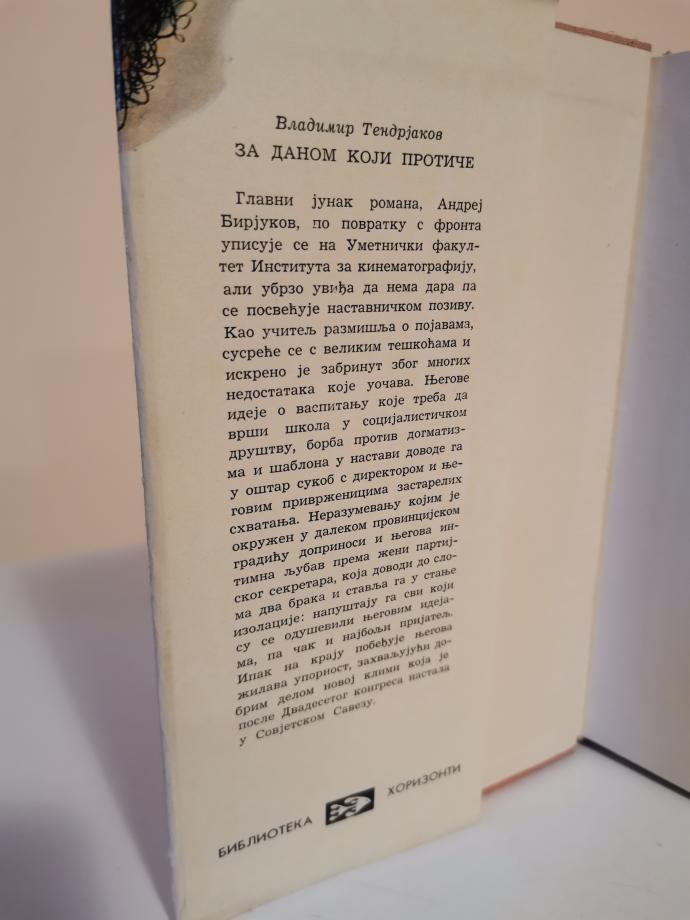 Владимир Тендрјаков
ЗА ДАНОМ КОЈИ ПРОТИЧЕ
Главни јунак романа, Андреј
Бирјуков, по повратку с фронта
уписује се на Уметнички факул-
тет Института за кинематографију,
али убрзо увиђа да нема дара па
се посвећује наставничком позиву.
Као учитељ размишља о појавама,
сусреће се с великим тешкоћама и
искрено је забринут због многих
недостатака које уочава. Његове
идеје о васпитању које треба да
врши школа у социјалистичком
друштву, борба против догматиз-
ма и шаблона у настави доводе га
у оштар сукоб с директором и ње-
говим приврженицима застарелих
схватања. Неразумевању којим је
окружен у далеком провинцијском
градићу доприноси и његова ин-
тимна љубав према жени партиј-
ског секретара, која доводи до сло-
ма два брака и ставља га у стање
изолације: напуштају га сви који
су се одушевили његовим идеја-
ма, па чак и најбољи пријатељ.
Ипак на крају побеђује његова
жилава упорност, захваљујући до-
брим делом новој клими која је
после Двадесетог конгреса настала
у Совјетском Савезу.
БИБЛИОТЕКА ХОРИЗОНТИ